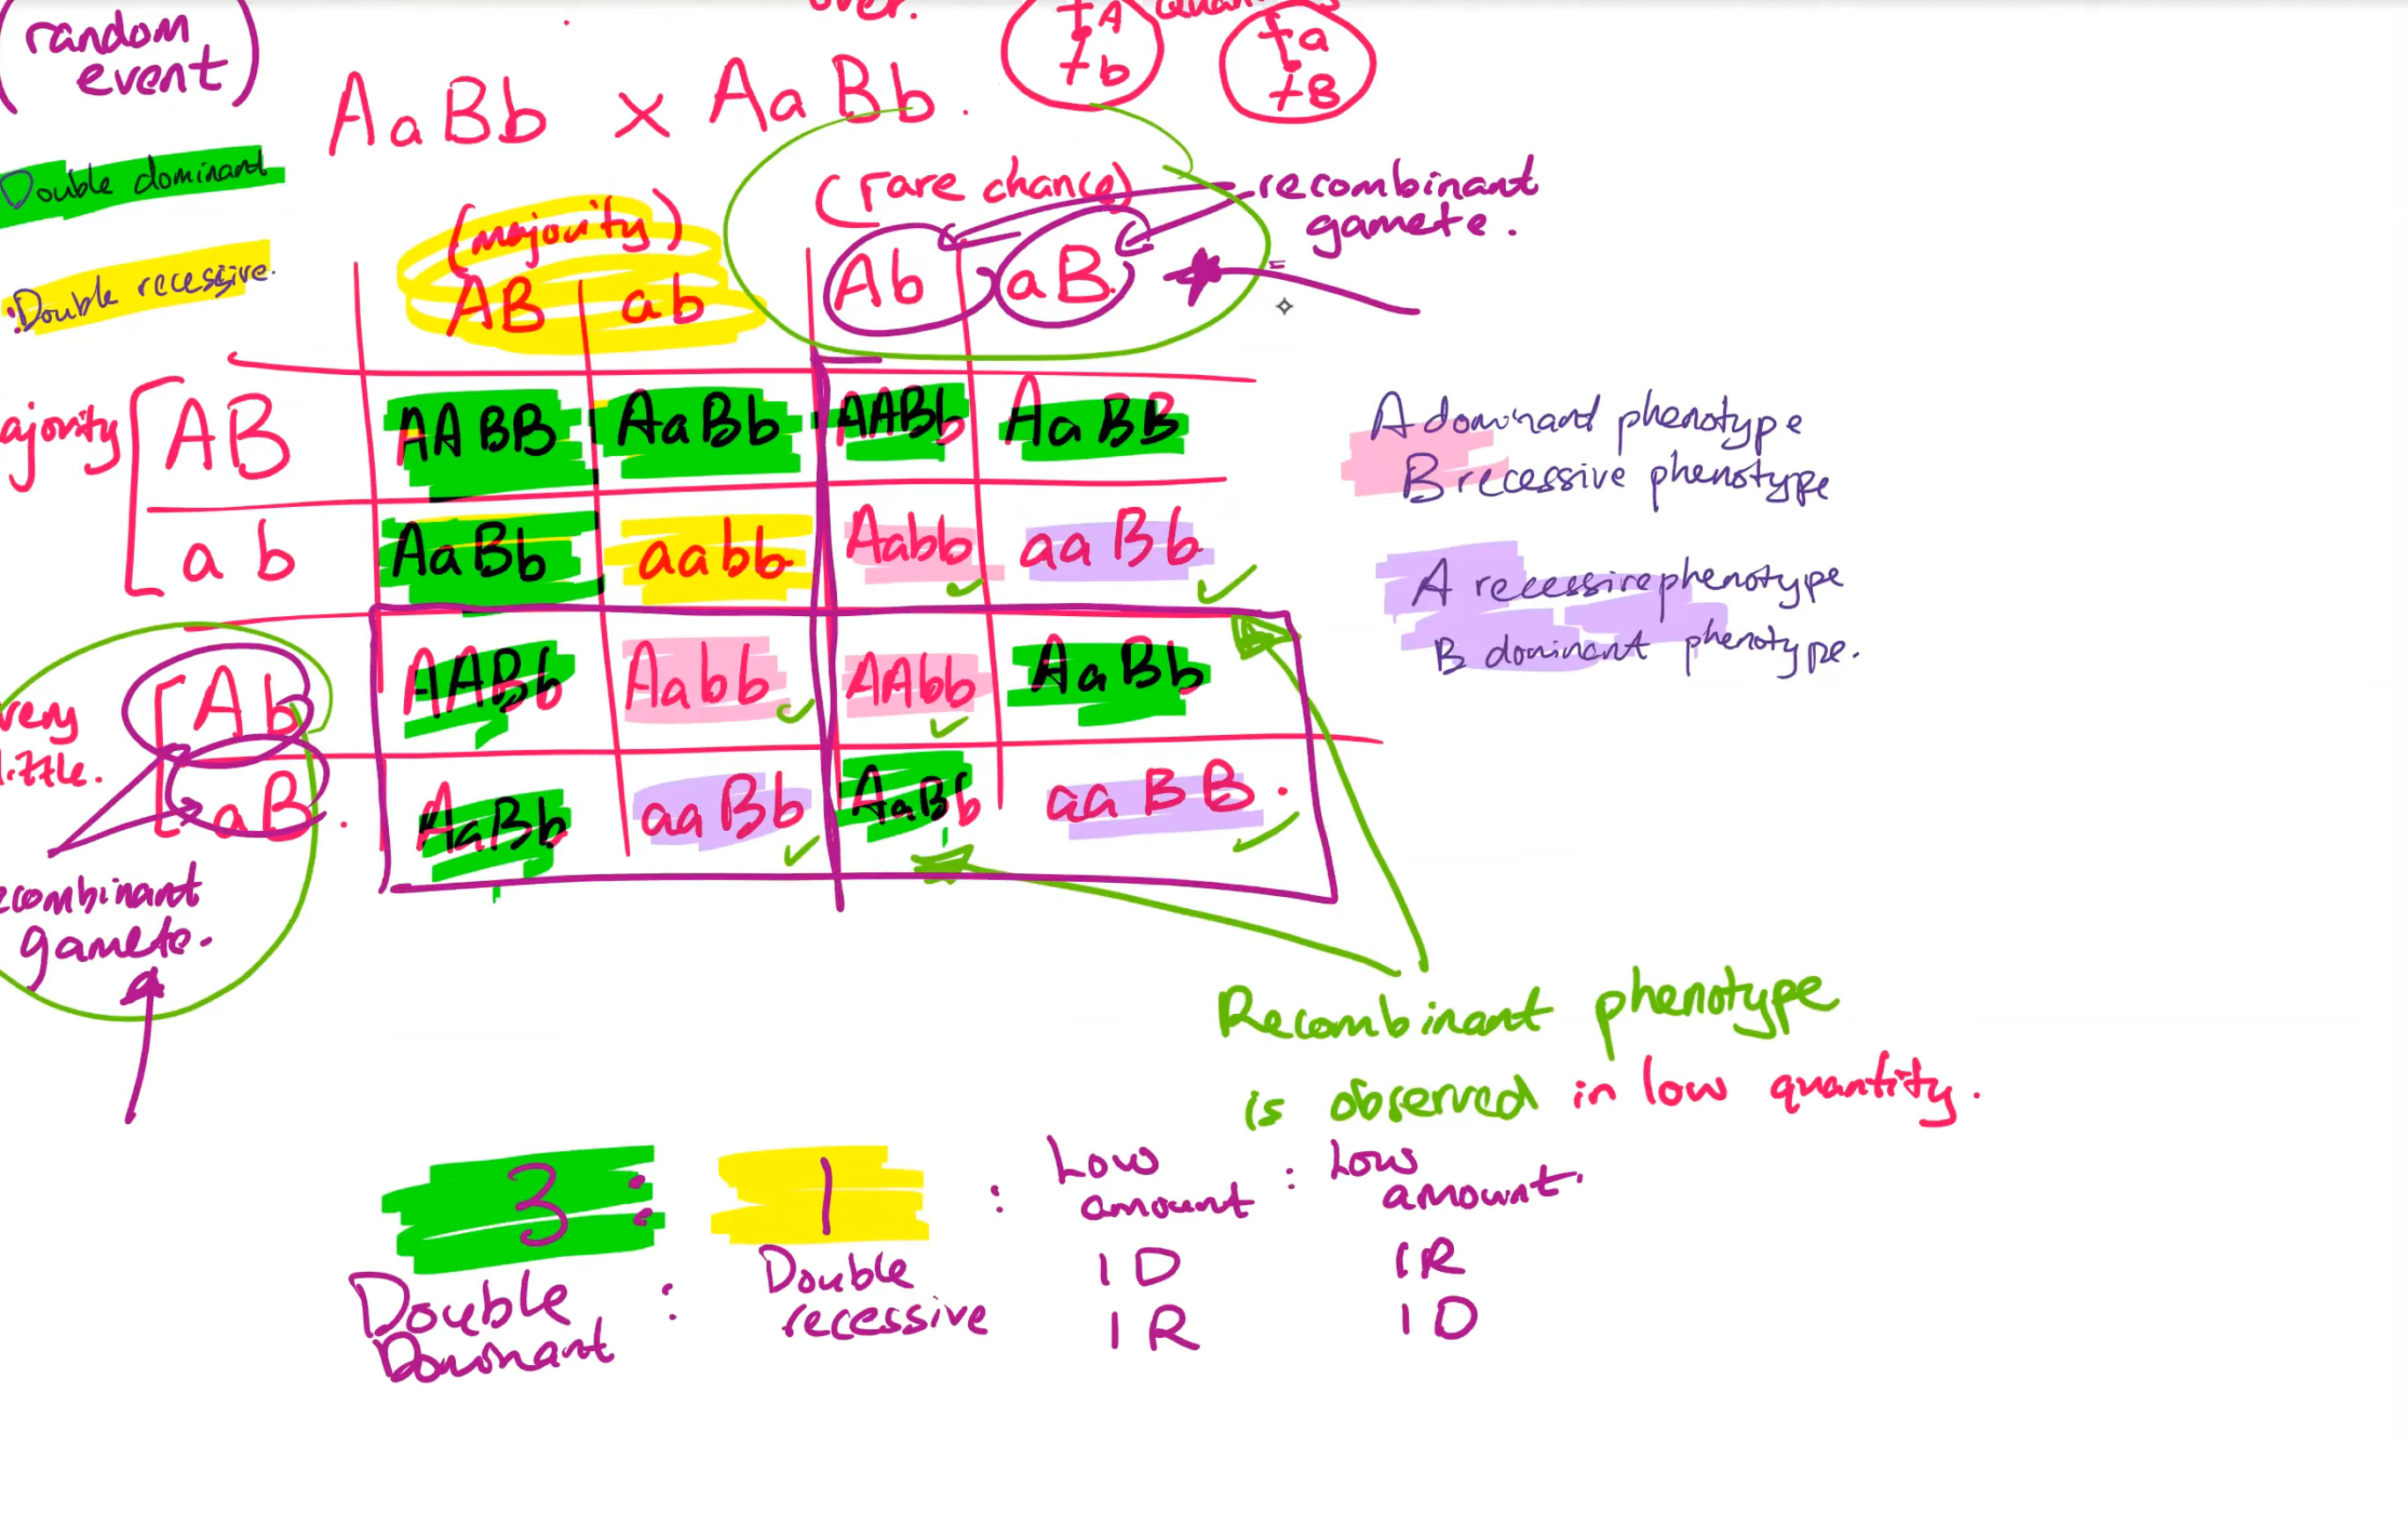 over.
random
event
A
b
a
B
AaBb x AaBb.
Double dominant
(rare chance)
recombinant
gamete.
(majority)
: Double recessive.
AB ab Ab aB.
ajority
AB AABB AaBb AABb AaBB
ab AaBb aabb Aabb aaBb
A dominant phenotype
B recessive phenotype
A recessive phenotype
B dominant phenotype.
very
little.
Ab AABb Aabb AAbb AaBb
aB. AaBb aaBb AaBb aaBB.
ecombinant
gamete.
Recombinant phenotype
is observed in low quantity.
3 : 1 : Low amount : Low amount.
Double Dominant : Double recessive
1D 1R
1R 1D